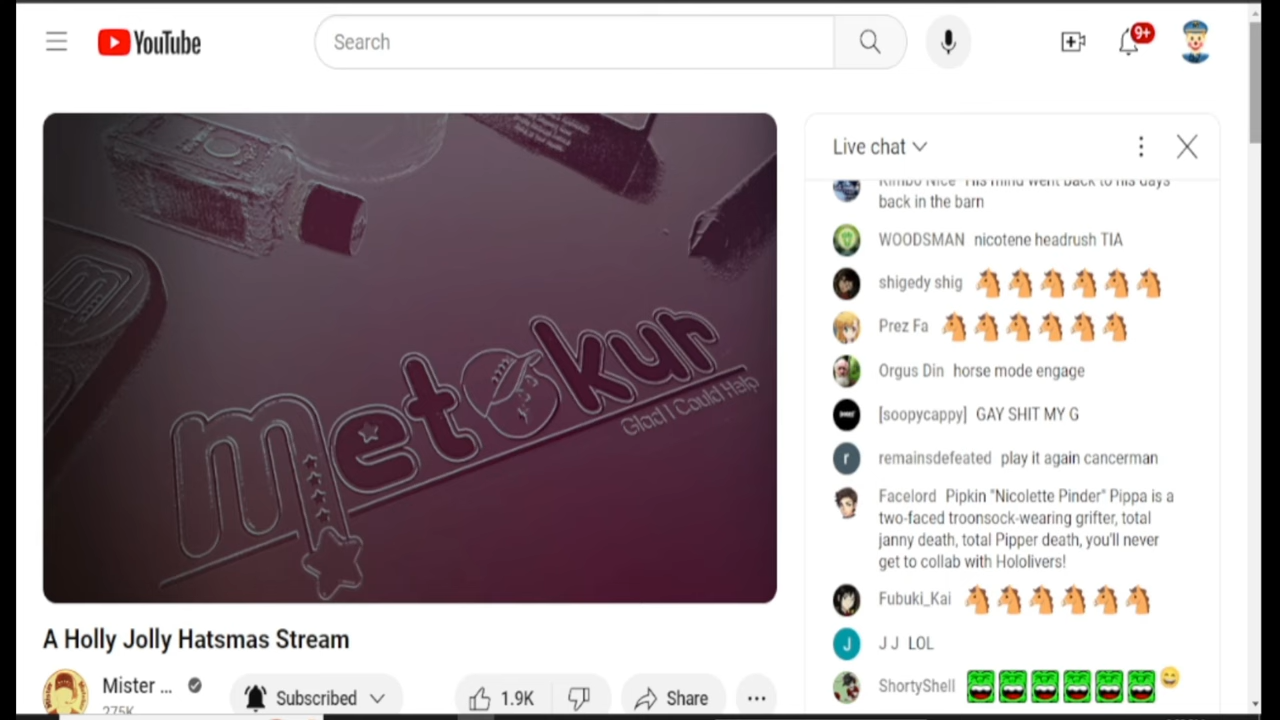 YouTube
Search
9+
Live chat
Kimbo Nice His mind went back to his days
back in the barn
WOODSMAN nicotene headrush TIA
shigedy shig
Prez Fa
Orgus Din horse mode engage
[soopycappy] GAY SHIT MY G
r
remainsdefeated play it again cancerman
Facelord Pipkin "Nicolette Pinder" Pippa is a
two-faced troonsock-wearing grifter, total
janny death, total Pipper death, you'll never
get to collab with Hololivers!
Fubuki_Kai
J
J J LOL
ShortyShell
metokur
Glad I Could Help
A Holly Jolly Hatsmas Stream
Mister ...
275K
Subscribed
1.9K
Share